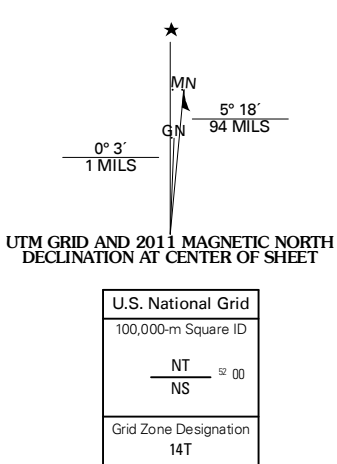 ★
MN
5° 18´
GN
94 MILS
0° 3´
1 MILS
UTM GRID AND 2011 MAGNETIC NORTH
DECLINATION AT CENTER OF SHEET
U.S. National Grid
100,000-m Square ID
NT
52 00
NS
Grid Zone Designation
14T